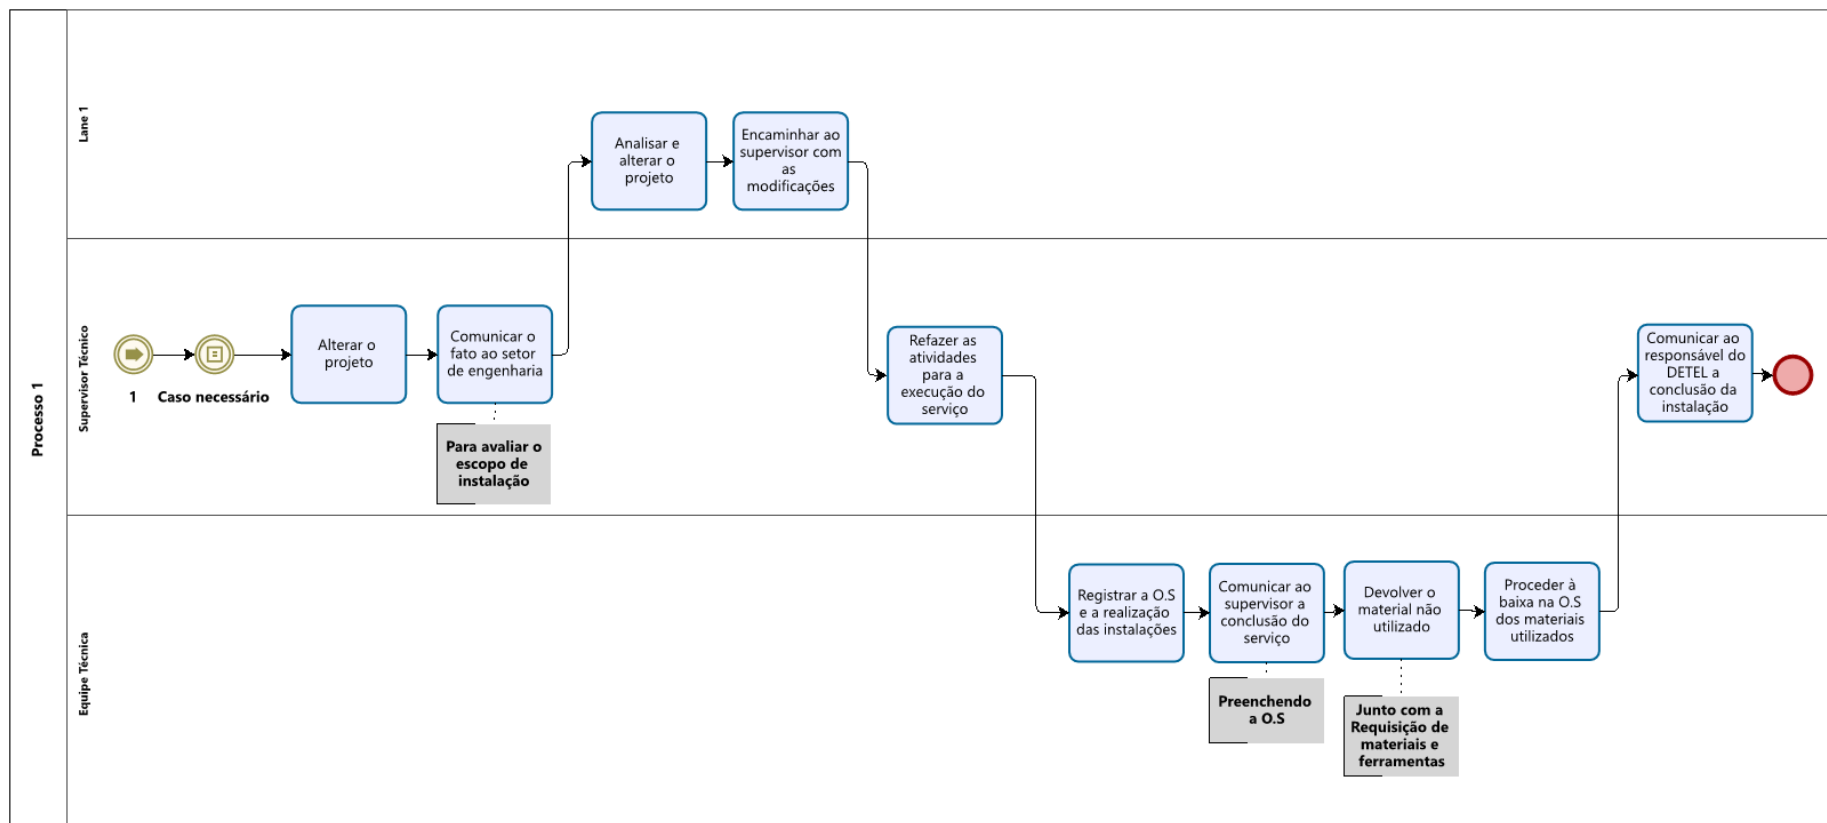 Processo 1
Lane 1
Analisar e
alterar o
projeto
Encaminhar ao
supervisor com
as
modificações
Supervisor Técnico
1
Caso necessário
Alterar o
projeto
Comunicar o
fato ao setor
de engenharia
Para avaliar o
escopo de
instalação
Refazer as
atividades
para a
execução do
serviço
Comunicar ao
responsável do
DETEL a
conclusão da
instalação
Equipe Técnica
Registrar a O.S
e a realização
das instalações
Comunicar ao
supervisor a
conclusão do
serviço
Preenchendo
a O.S
Devolver o
material não
utilizado
Junto com a
Requisição de
materiais e
ferramentas
Proceder à
baixa na O.S
dos materiais
utilizados